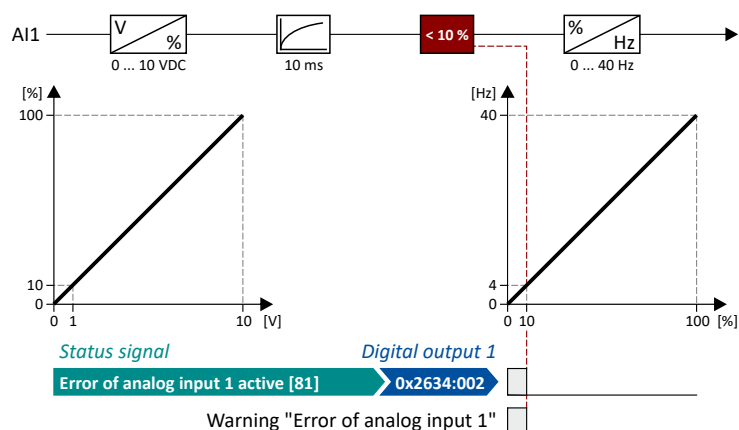 AI1
V
%
< 10 %
%
Hz
0 ... 10 VDC
10 ms
0 ... 40 Hz
[%]
[Hz]
100
40
10
4
0
0
0 1
10
[V]
0 10
100
[%]
Status signal
Digital output 1
Error of analog input 1 active [81]
0x2634:002
Warning "Error of analog input 1"